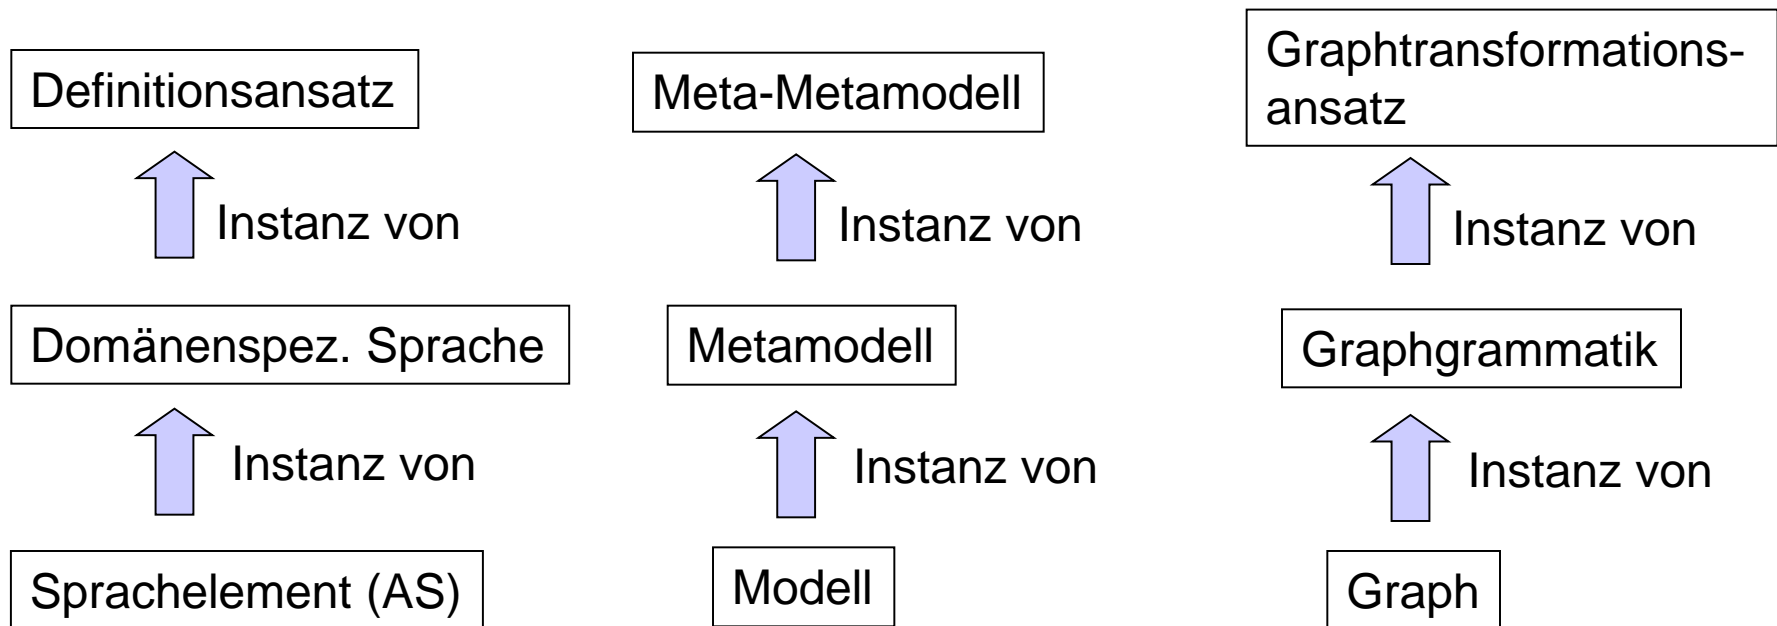 Definitionsansatz
Meta-Metamodell
Graphtransformations-
ansatz
Instanz von
Instanz von
Instanz von
Domänenspez. Sprache
Metamodell
Graphgrammatik
Instanz von
Instanz von
Instanz von
Sprachelement (AS)
Modell
Graph